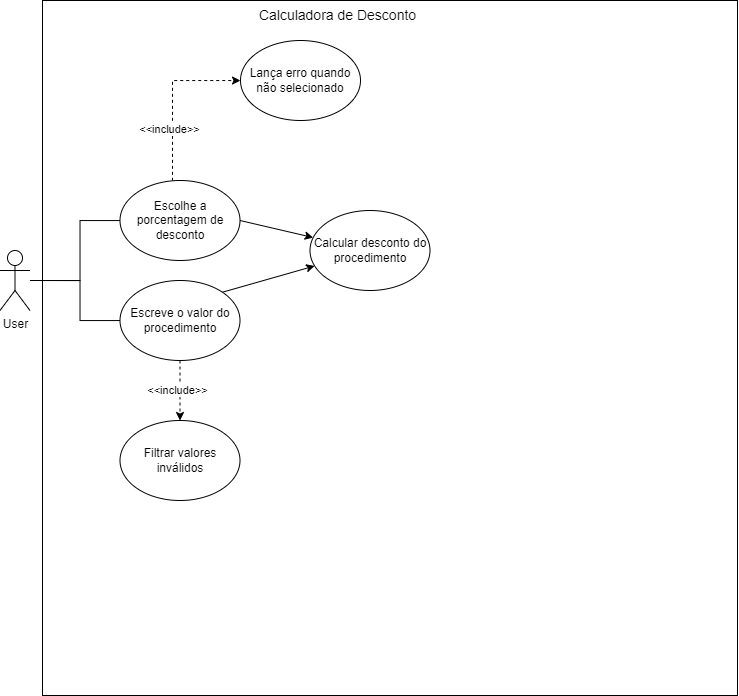 Calculadora de Desconto
Lança erro quando
não selecionado
<<include>>
Escolhe a
porcentagem de
desconto
Calcular desconto do
procedimento
Escreve o valor do
procedimento
User
<<include>>
Filtrar valores
inválidos